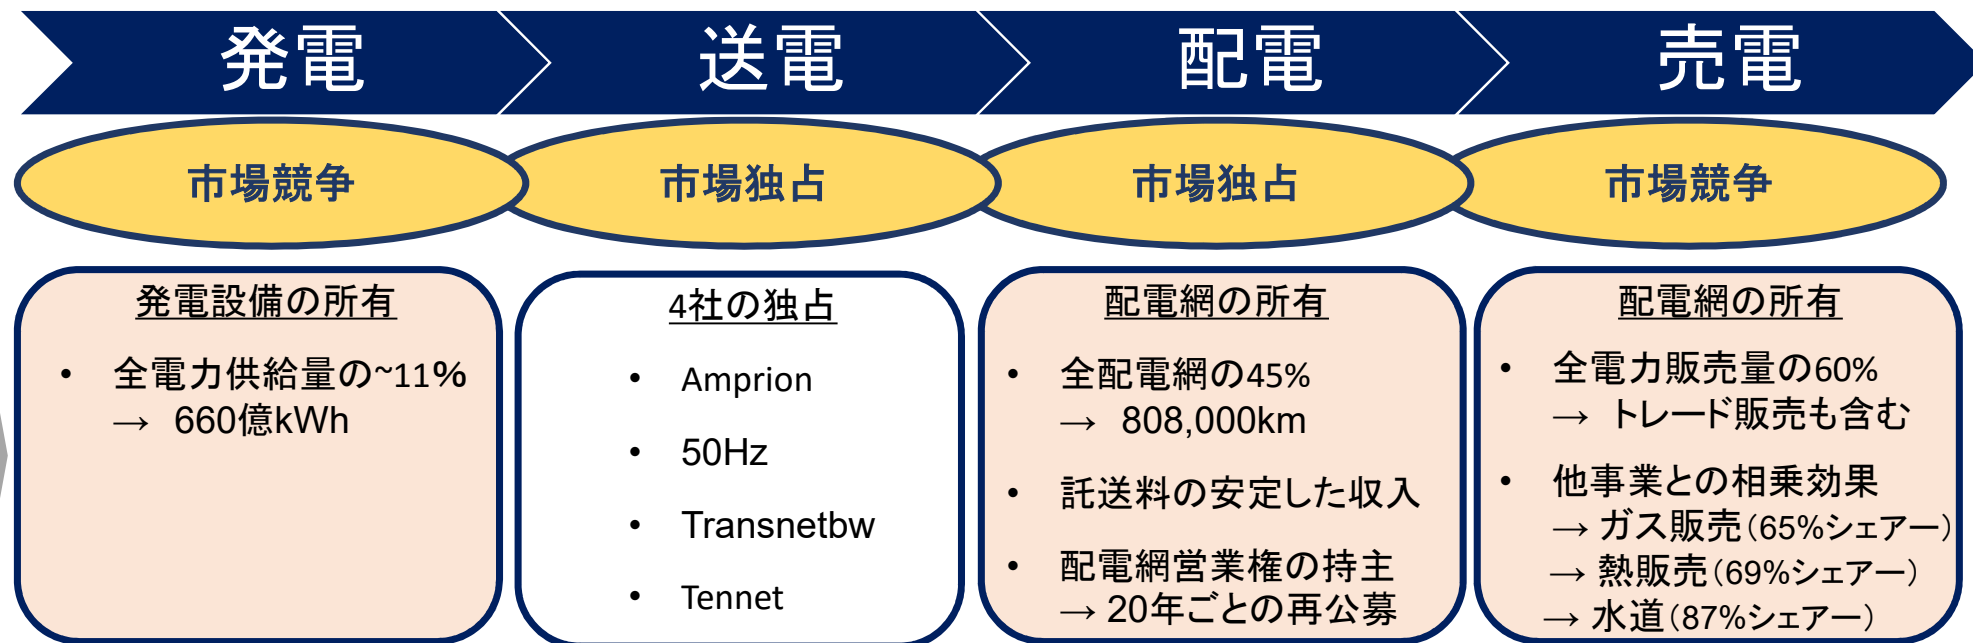 発電
送電
配電
売電
市場競争
市場独占
市場独占
市場競争
発電設備の所有
• 全電力供給量の~11%
→ 660億kWh
4社の独占
• Amprion
• 50Hz
• Transnetbw
• Tennet
配電網の所有
• 全配電網の45%
→ 808,000km
• 託送料の安定した収入
• 配電網営業権の持主
→ 20年ごとの再公募
配電網の所有
• 全電力販売量の60%
→ トレード販売も含む
• 他事業との相乗効果
→ ガス販売(65%シェアー)
→ 熱販売(69%シェアー)
→ 水道(87%シェアー)